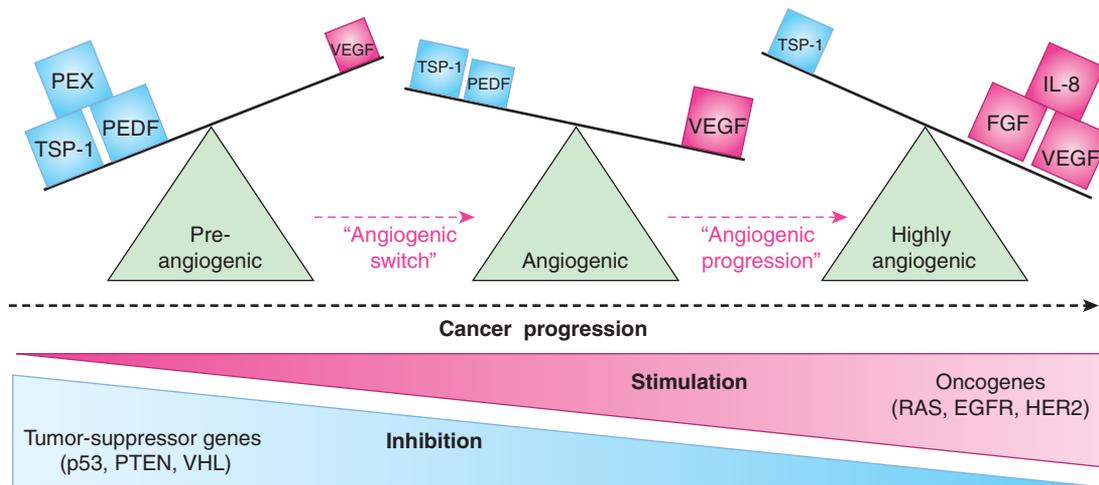 PEX
TSP-1
PEDF
VEGF
TSP-1
PEDF
VEGF
TSP-1
IL-8
FGF
VEGF
Pre-
angiogenic
“Angiogenic
switch”
Angiogenic
“Angiogenic
progression”
Highly
angiogenic
Cancer progression
Stimulation
Oncogenes
(RAS, EGFR, HER2)
Tumor-suppressor genes
(p53, PTEN, VHL)
Inhibition